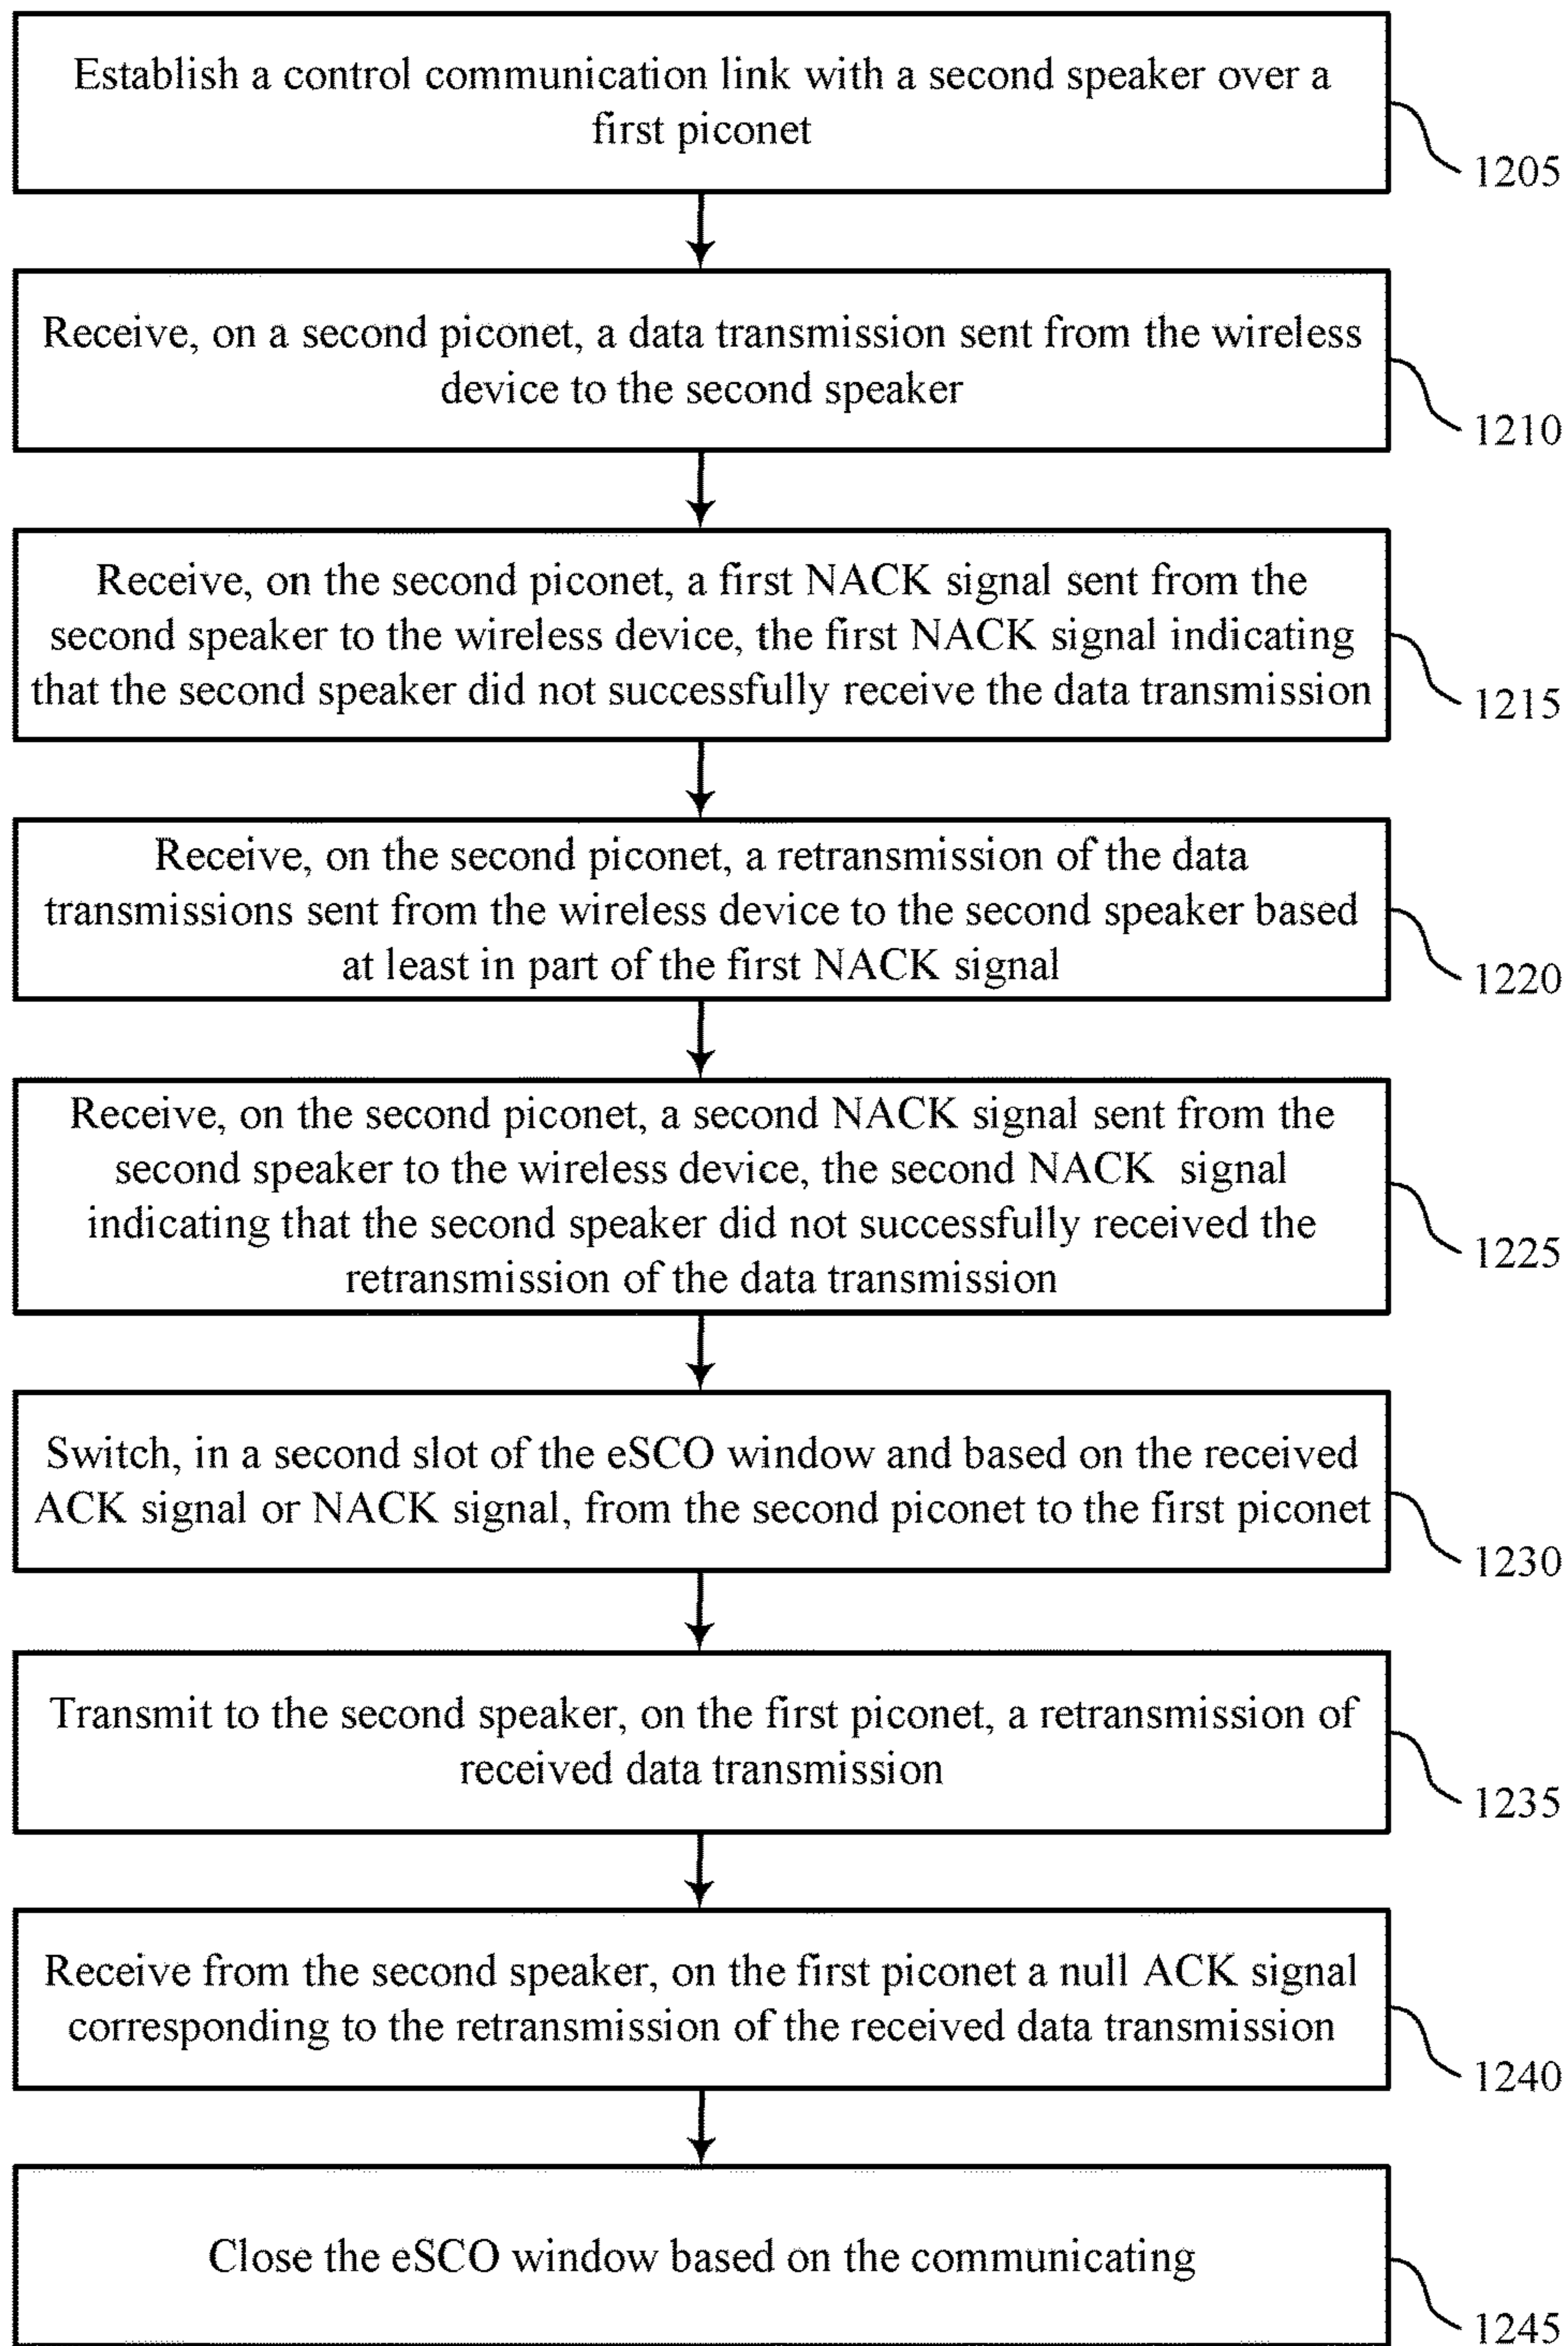 Establish a control communication link with a second speaker over a
first piconet
1205
Receive, on a second piconet, a data transmission sent from the wireless
device to the second speaker
1210
Receive, on the second piconet, a first NACK signal sent from the
second speaker to the wireless device, the first NACK signal indicating
that the second speaker did not successfully receive the data transmission
1215
Receive, on the second piconet, a retransmission of the data
transmissions sent from the wireless device to the second speaker based
at least in part of the first NACK signal
1220
Receive, on the second piconet, a second NACK signal sent from the
second speaker to the wireless device, the second NACK signal
indicating that the second speaker did not successfully received the
retransmission of the data transmission
1225
Switch, in a second slot of the eSCO window and based on the received
ACK signal or NACK signal, from the second piconet to the first piconet
1230
Transmit to the second speaker, on the first piconet, a retransmission of
received data transmission
1235
Receive from the second speaker, on the first piconet a null ACK signal
corresponding to the retransmission of the received data transmission
1240
Close the eSCO window based on the communicating
1245